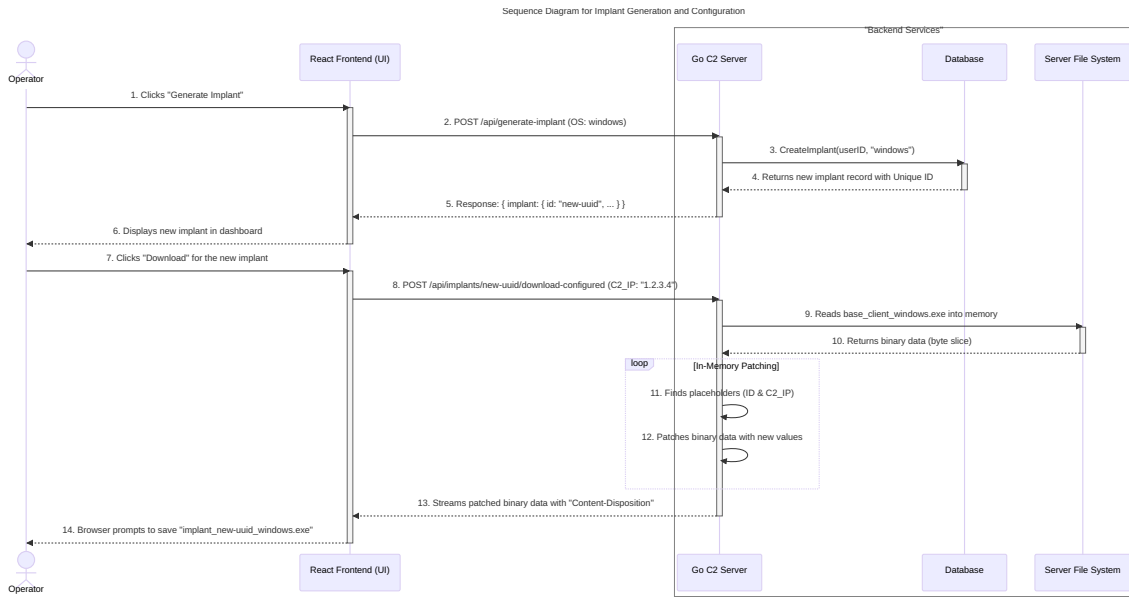 Sequence Diagram for Implant Generation and Configuration
"Backend Services"
Operator
React Frontend (UI)
Go C2 Server
Database
Server File System
1. Clicks "Generate Implant"
2. POST /api/generate-implant (OS: windows)
3. CreateImplant(userID, "windows")
4. Returns new implant record with Unique ID
5. Response: { implant: { id: "new-uuid", ... } }
6. Displays new implant in dashboard
7. Clicks "Download" for the new implant
8. POST /api/implants/new-uuid/download-configured (C2_IP: "1.2.3.4")
9. Reads base_client_windows.exe into memory
10. Returns binary data (byte slice)
loop
[In-Memory Patching]
11. Finds placeholders (ID & C2_IP)
12. Patches binary data with new values
13. Streams patched binary data with "Content-Disposition"
14. Browser prompts to save "implant_new-uuid_windows.exe"
Operator
React Frontend (UI)
Go C2 Server
Database
Server File System